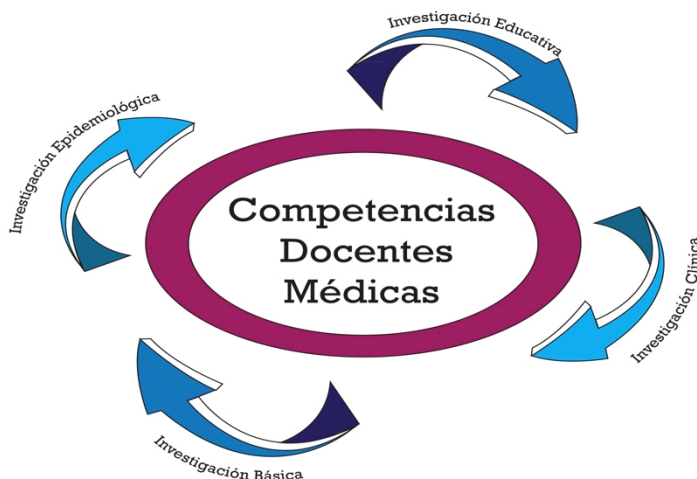 Investigación Educativa
Investigación Epidemiológica
Competencias
Docentes
Médicas
Investigación Clínica
Investigación Básica